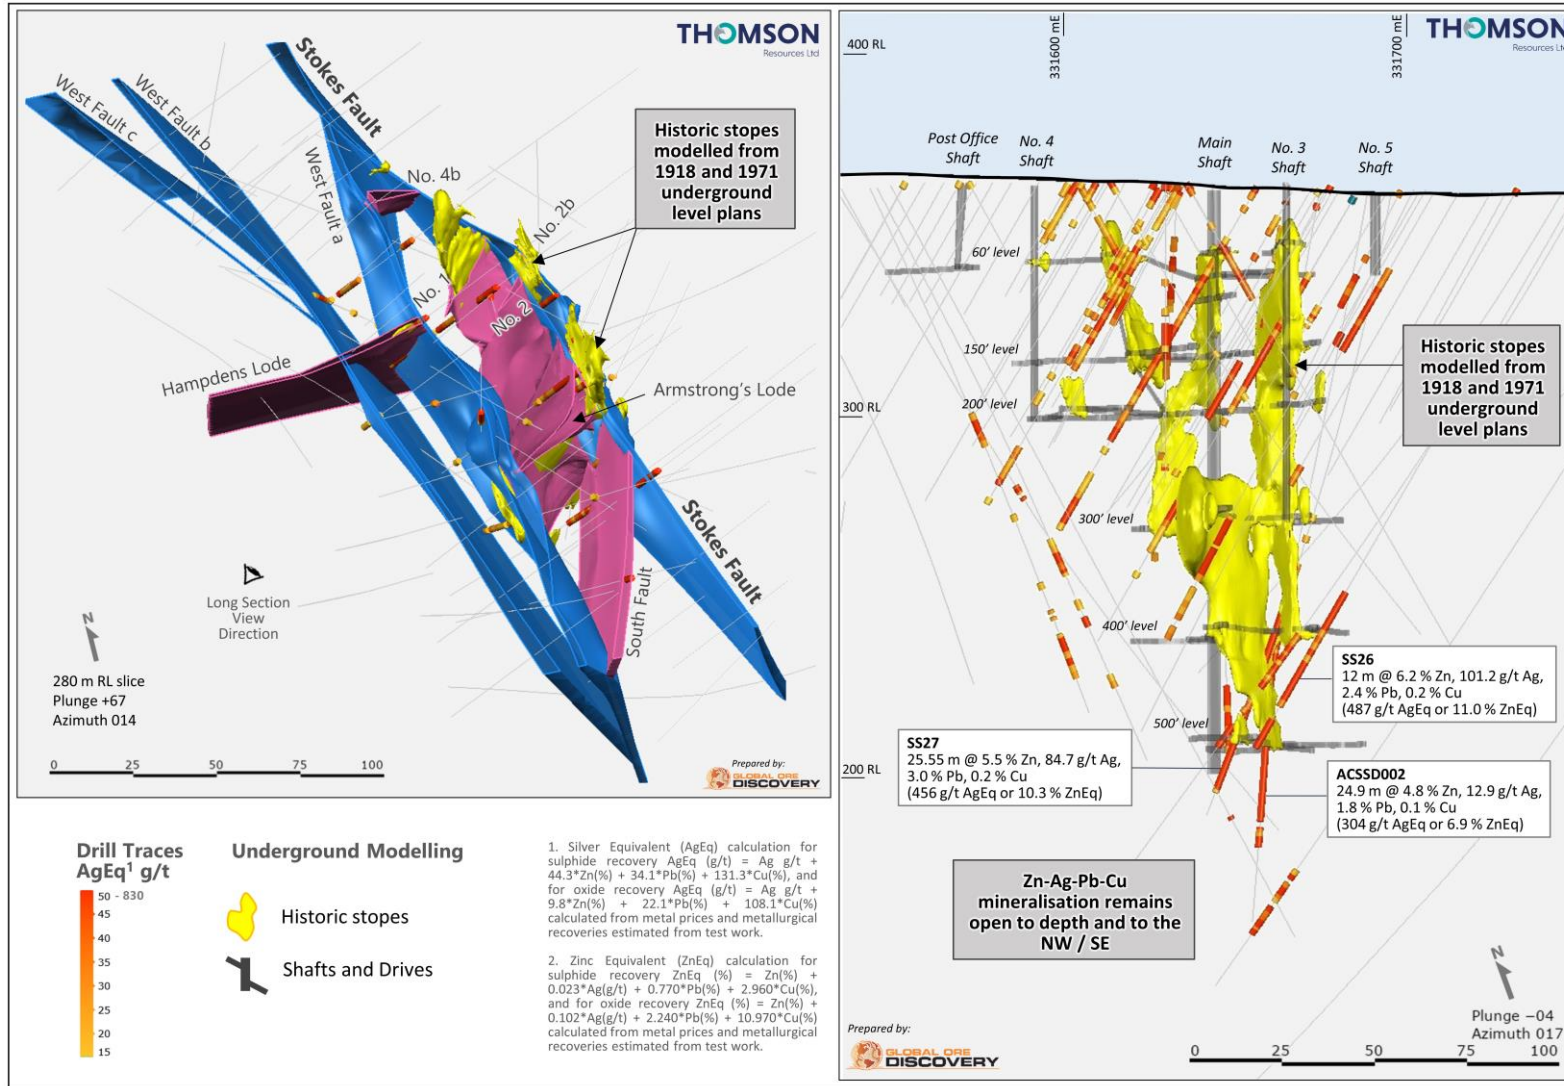 THOMSON
Resources Ltd
Stokes Fault
West Fault c
West Fault b
West Fault a
No. 4b
No. 2b
Historic stopes
modelled from
1918 and 1971
underground
level plans
No. 1
No. 2
Hampdens Lode
Armstrong's Lode
Stokes Fault
South Fault
Long Section
View
Direction
N
280 m RL slice
Plunge +67
Azimuth 014
0 25 50 75 100
Prepared by:
GLOBAL ORE
DISCOVERY
Drill Traces
AgEq1 g/t
50 - 830
45
40
35
30
25
20
15
Underground Modelling
Historic stopes
Shafts and Drives
1. Silver Equivalent (AgEq) calculation for
sulphide recovery AgEq (g/t) = Ag g/t +
44.3*Zn(%) + 34.1*Pb(%) + 131.3*Cu(%), and
for oxide recovery AgEq (g/t) = Ag g/t +
9.8*Zn(%) + 22.1*Pb(%) + 108.1*Cu(%)
calculated from metal prices and metallurgical
recoveries estimated from test work.
2. Zinc Equivalent (ZnEq) calculation for
sulphide recovery ZnEq (%) = Zn(%) +
0.023*Ag(g/t) + 0.770*Pb(%) + 2.960*Cu(%),
and for oxide recovery ZnEq (%) = Zn(%) +
0.102*Ag(g/t) + 2.240*Pb(%) + 10.970*Cu(%)
calculated from metal prices and metallurgical
recoveries estimated from test work.
400 RL
331600 mE
331700 mE
THOMSON
Resources Ltd
Post Office
Shaft
No. 4
Shaft
Main
Shaft
No. 3
Shaft
No. 5
Shaft
60' level
150' level
200' level
300 RL
300' level
400' level
500' level
200 RL
Historic stopes
modelled from
1918 and 1971
underground
level plans
SS26
12 m @ 6.2 % Zn, 101.2 g/t Ag,
2.4 % Pb, 0.2 % Cu
(487 g/t AgEq or 11.0 % ZnEq)
SS27
25.55 m @ 5.5 % Zn, 84.7 g/t Ag,
3.0 % Pb, 0.2 % Cu
(456 g/t AgEq or 10.3 % ZnEq)
ACSSD002
24.9 m @ 4.8 % Zn, 12.9 g/t Ag,
1.8 % Pb, 0.1 % Cu
(304 g/t AgEq or 6.9 % ZnEq)
Zn-Ag-Pb-Cu
mineralisation remains
open to depth and to the
NW / SE
N
Plunge −04
Azimuth 017
Prepared by:
GLOBAL ORE
DISCOVERY
0 25 50 75 100